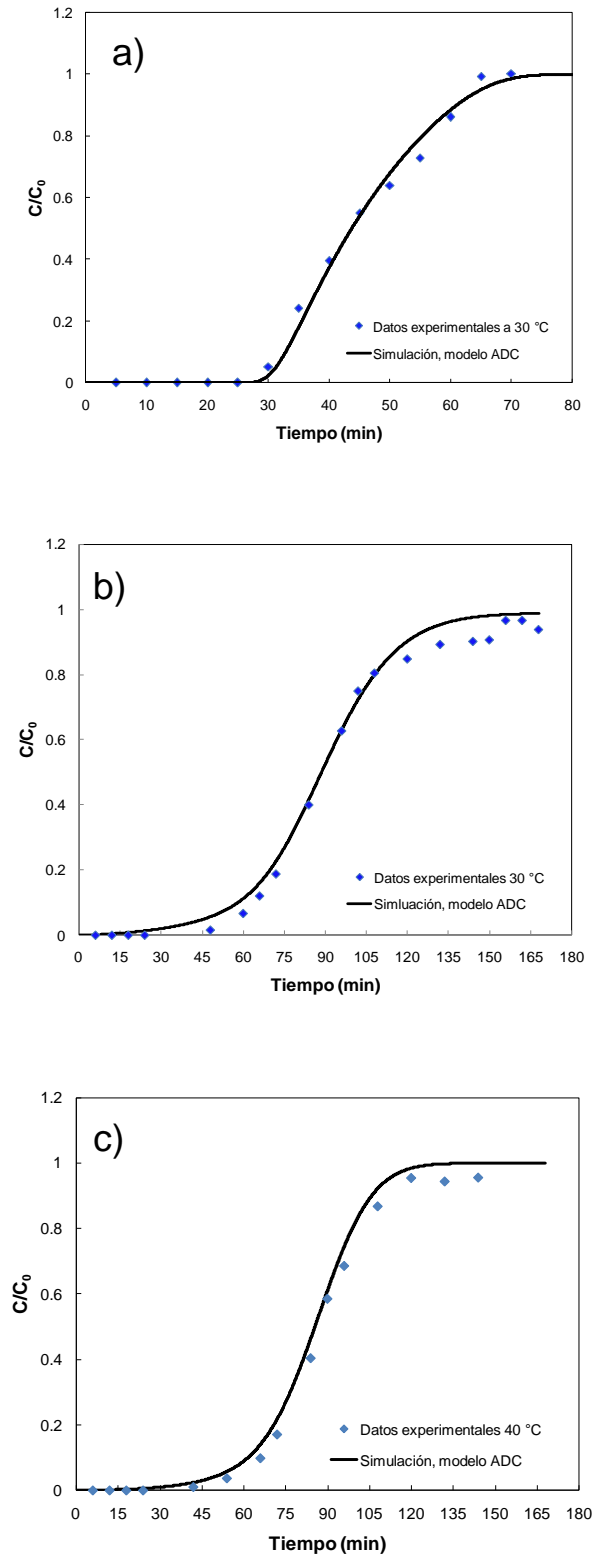 a)
1.2
1
0.8
0.6
0.4
0.2
0
C/C0
0 10 20 30 40 50 60 70 80
Tiempo (min)
Datos experimentales a 30 °C
Simulación, modelo ADC
b)
1.2
1
0.8
0.6
0.4
0.2
0
C/C0
0 15 30 45 60 75 90 105 120 135 150 165 180
Tiempo (min)
Datos experimentales 30 °C
Simluación, modelo ADC
c)
1.2
1
0.8
0.6
0.4
0.2
0
C/C0
0 15 30 45 60 75 90 105 120 135 150 165 180
Tiempo (min)
Datos experimentales 40 °C
Simulación, modelo ADC